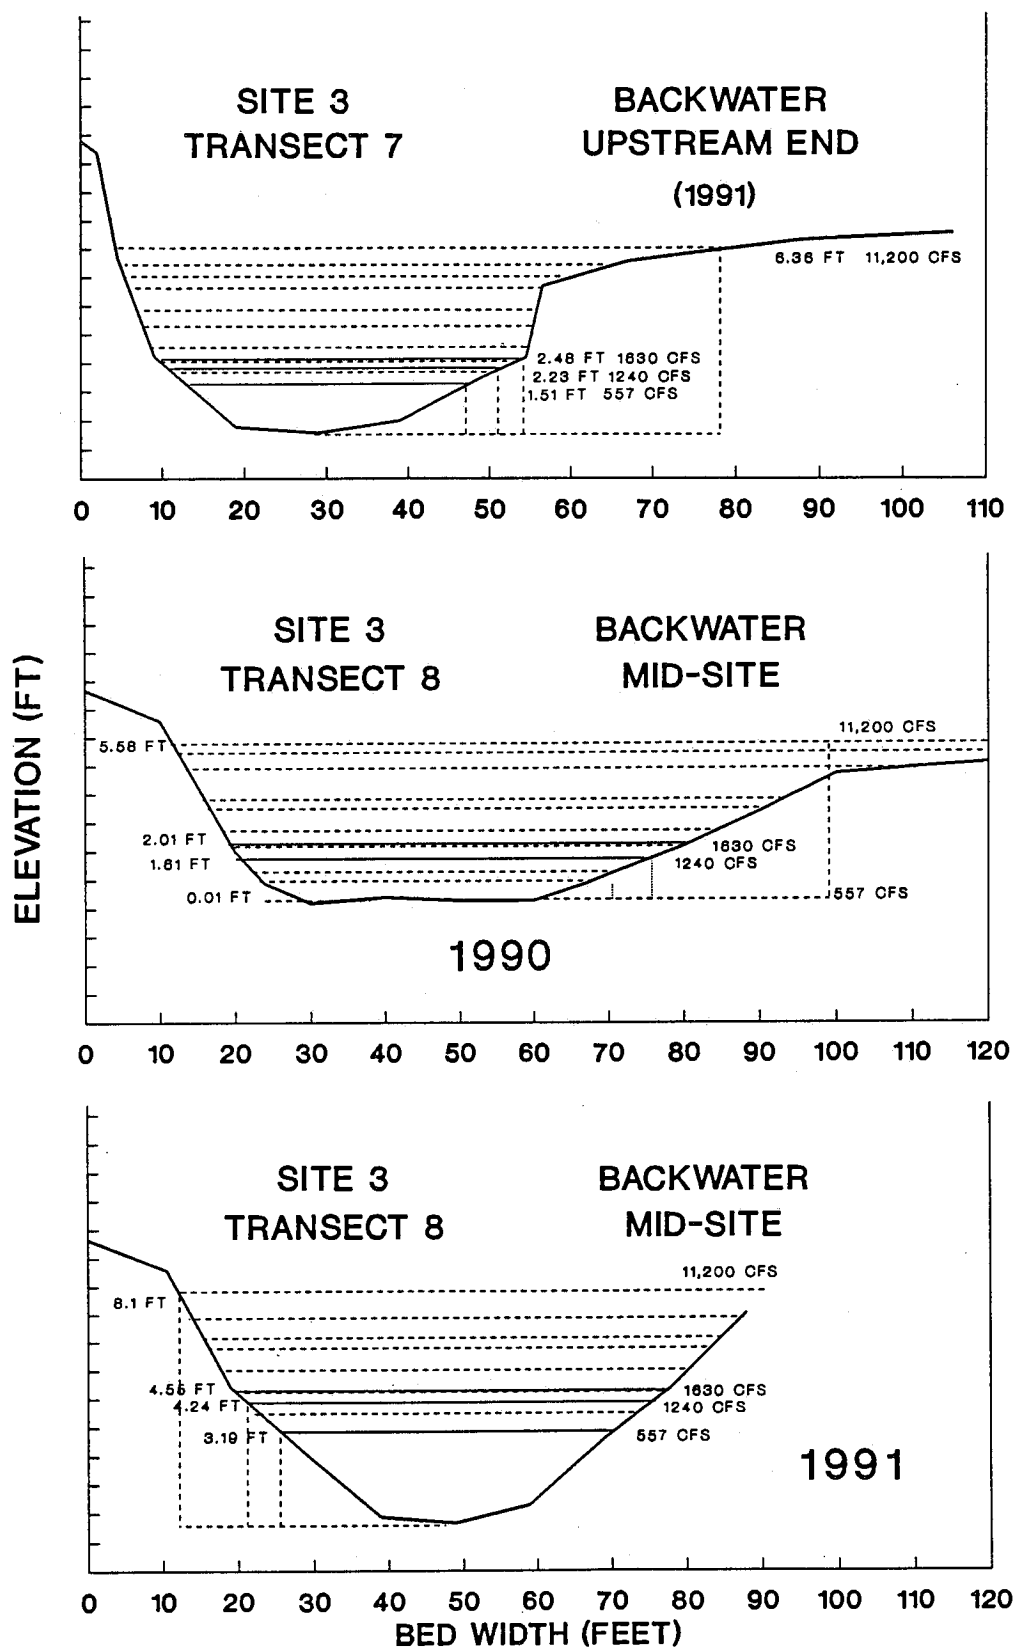 SITE 3 BACKWATER
TRANSECT 7 UPSTREAM END
(1991)
6.36 FT 11,200 CFS
2.48 FT 1630 CFS
2.23 FT 1240 CFS
1.51 FT 557 CFS
0 10 20 30 40 50 60 70 80 90 100 110
ELEVATION (FT)
SITE 3 BACKWATER
TRANSECT 8 MID-SITE
11,200 CFS
5.58 FT
2.01 FT 1630 CFS
1.61 FT 1240 CFS
0.01 FT 557 CFS
1990
0 10 20 30 40 50 60 70 80 90 100 110 120
SITE 3 BACKWATER
TRANSECT 8 MID-SITE
11,200 CFS
8.1 FT
4.55 FT 1630 CFS
4.24 FT 1240 CFS
3.19 FT 557 CFS
1991
0 10 20 30 40 50 60 70 80 90 100 110 120
BED WIDTH (FEET)